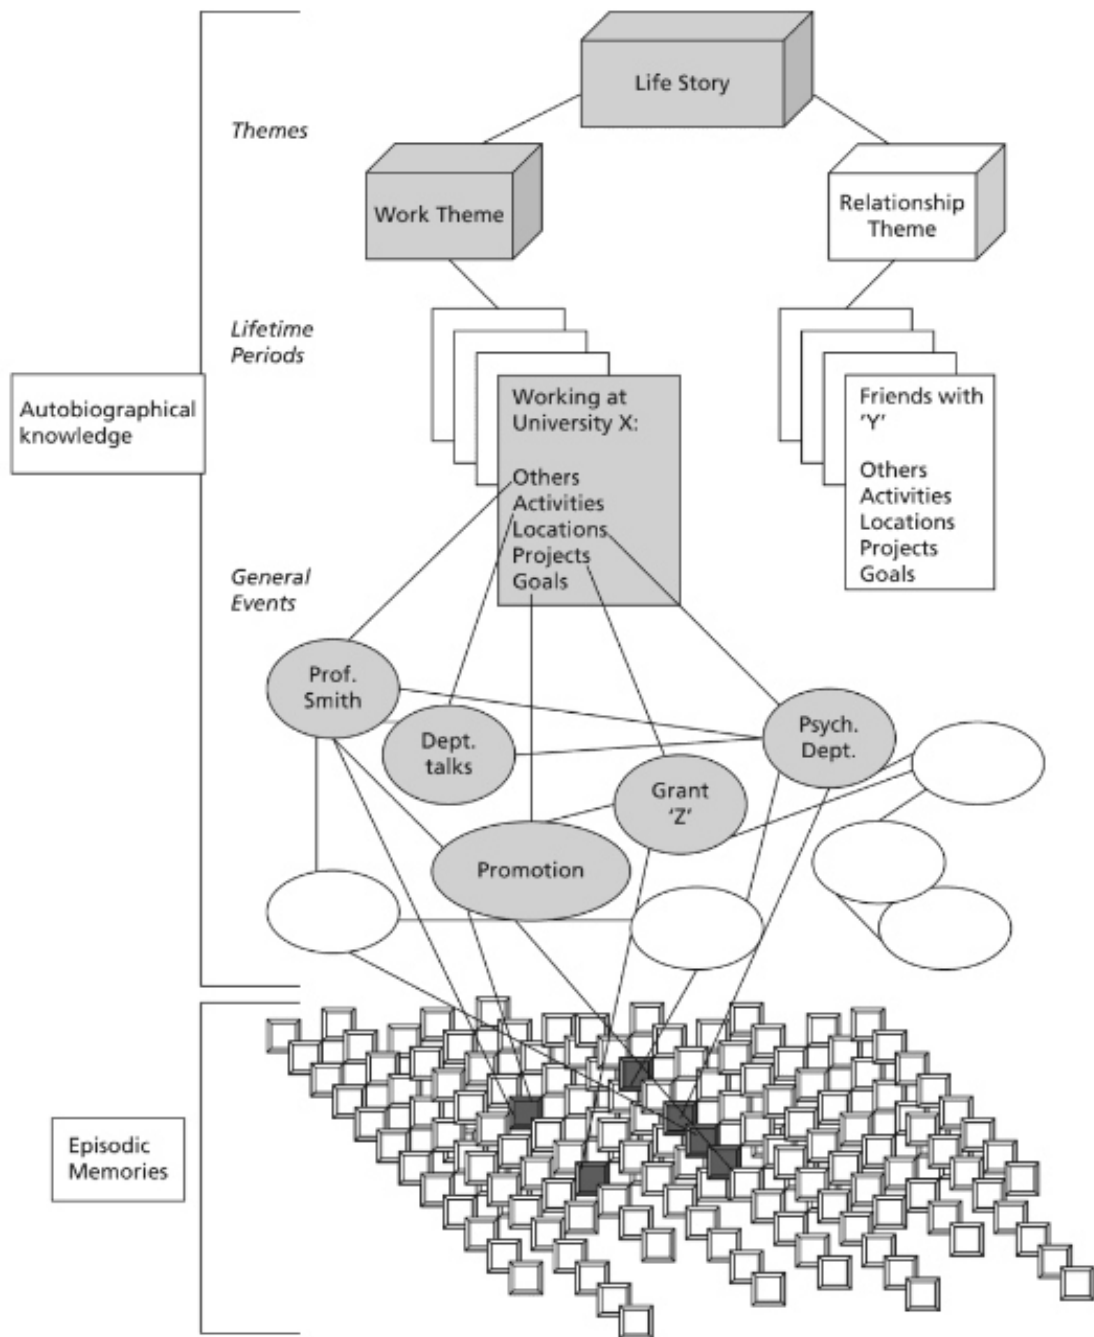 Life Story
Themes
Work Theme
Relationship
Theme
Lifetime
Periods
Autobiographical
knowledge
Working at
University X:
Others
Activities
Locations
Projects
Goals
Friends with
‘Y’
Others
Activities
Locations
Projects
Goals
General
Events
Prof.
Smith
Dept.
talks
Psych.
Dept.
Grant
‘Z’
Promotion
Episodic
Memories